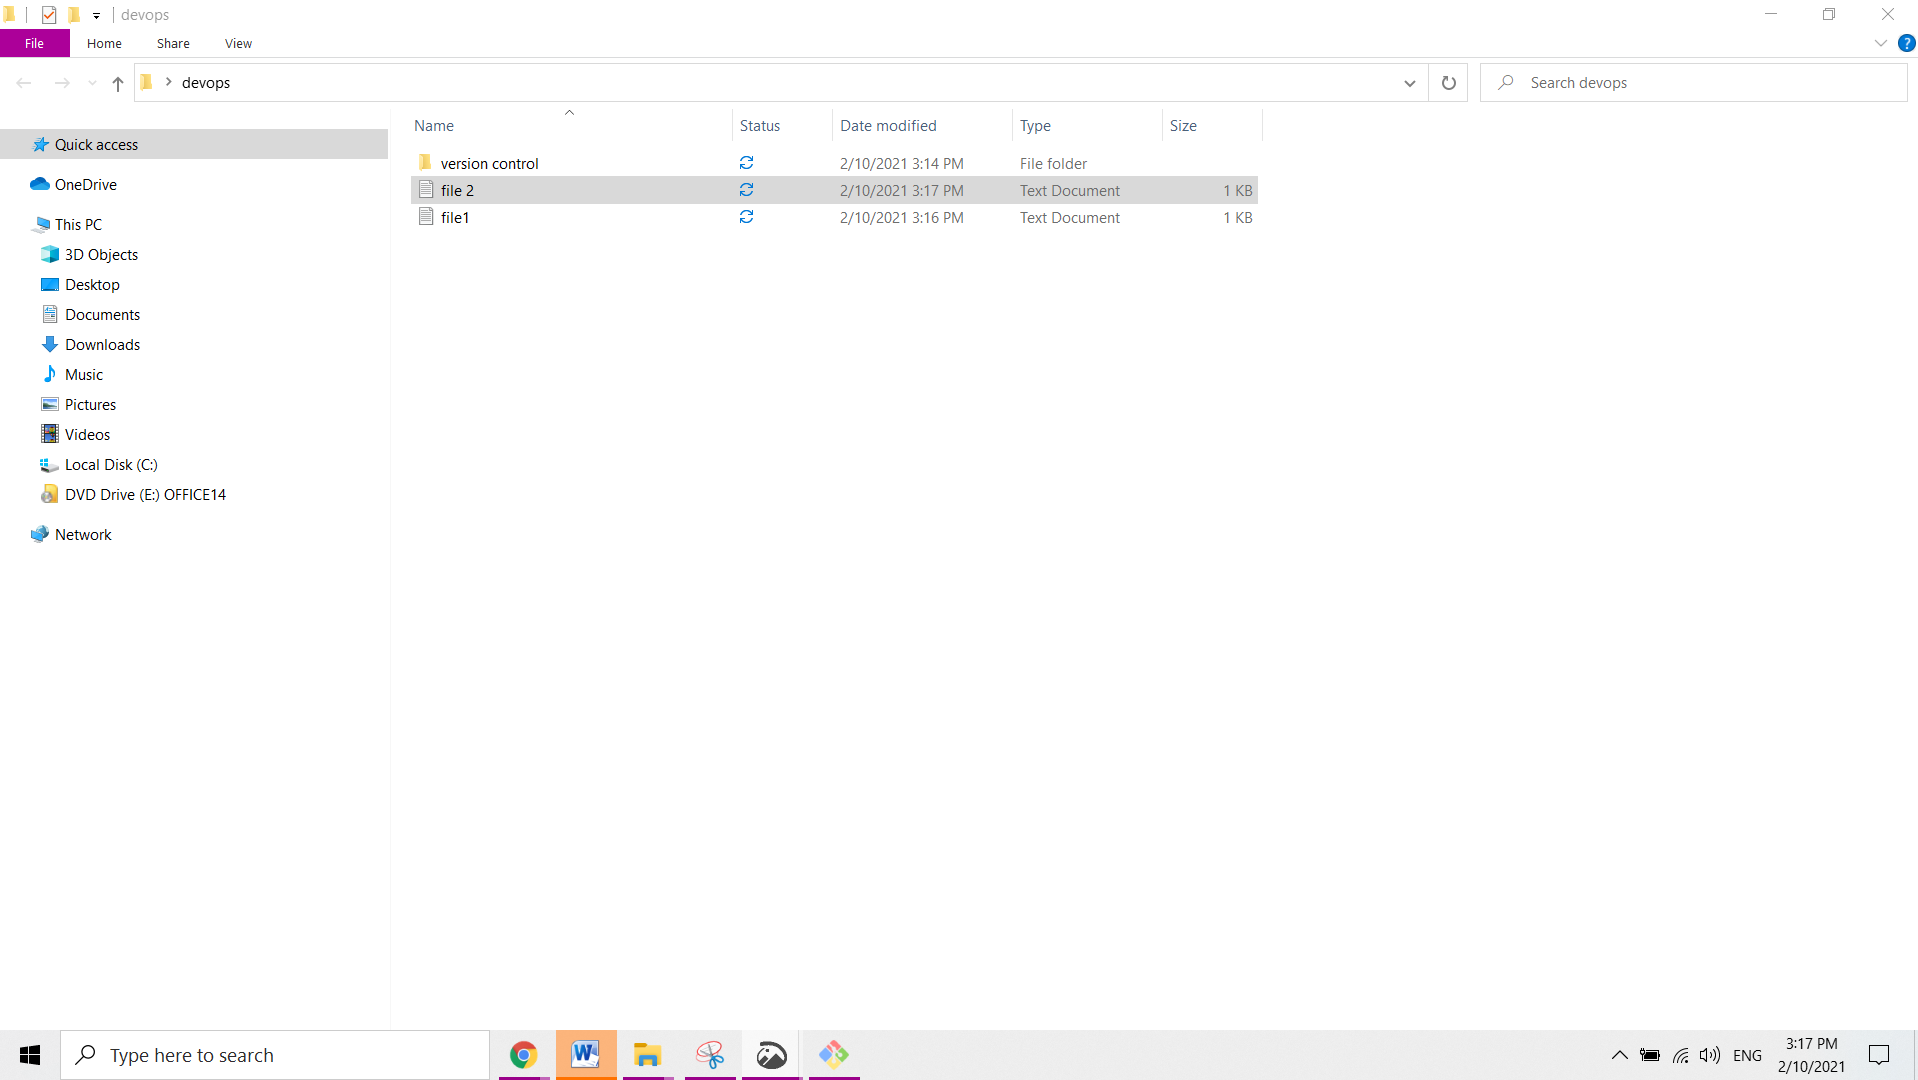 devops
File Home Share View
devops
Search devops
Name Status Date modified Type Size
Quick access
OneDrive
This PC
3D Objects
Desktop
Documents
Downloads
Music
Pictures
Videos
Local Disk (C:)
DVD Drive (E:) OFFICE14
Network
version control 2/10/2021 3:14 PM File folder
file 2 2/10/2021 3:17 PM Text Document 1 KB
file1 2/10/2021 3:16 PM Text Document 1 KB
Type here to search
W
ENG
3:17 PM
2/10/2021